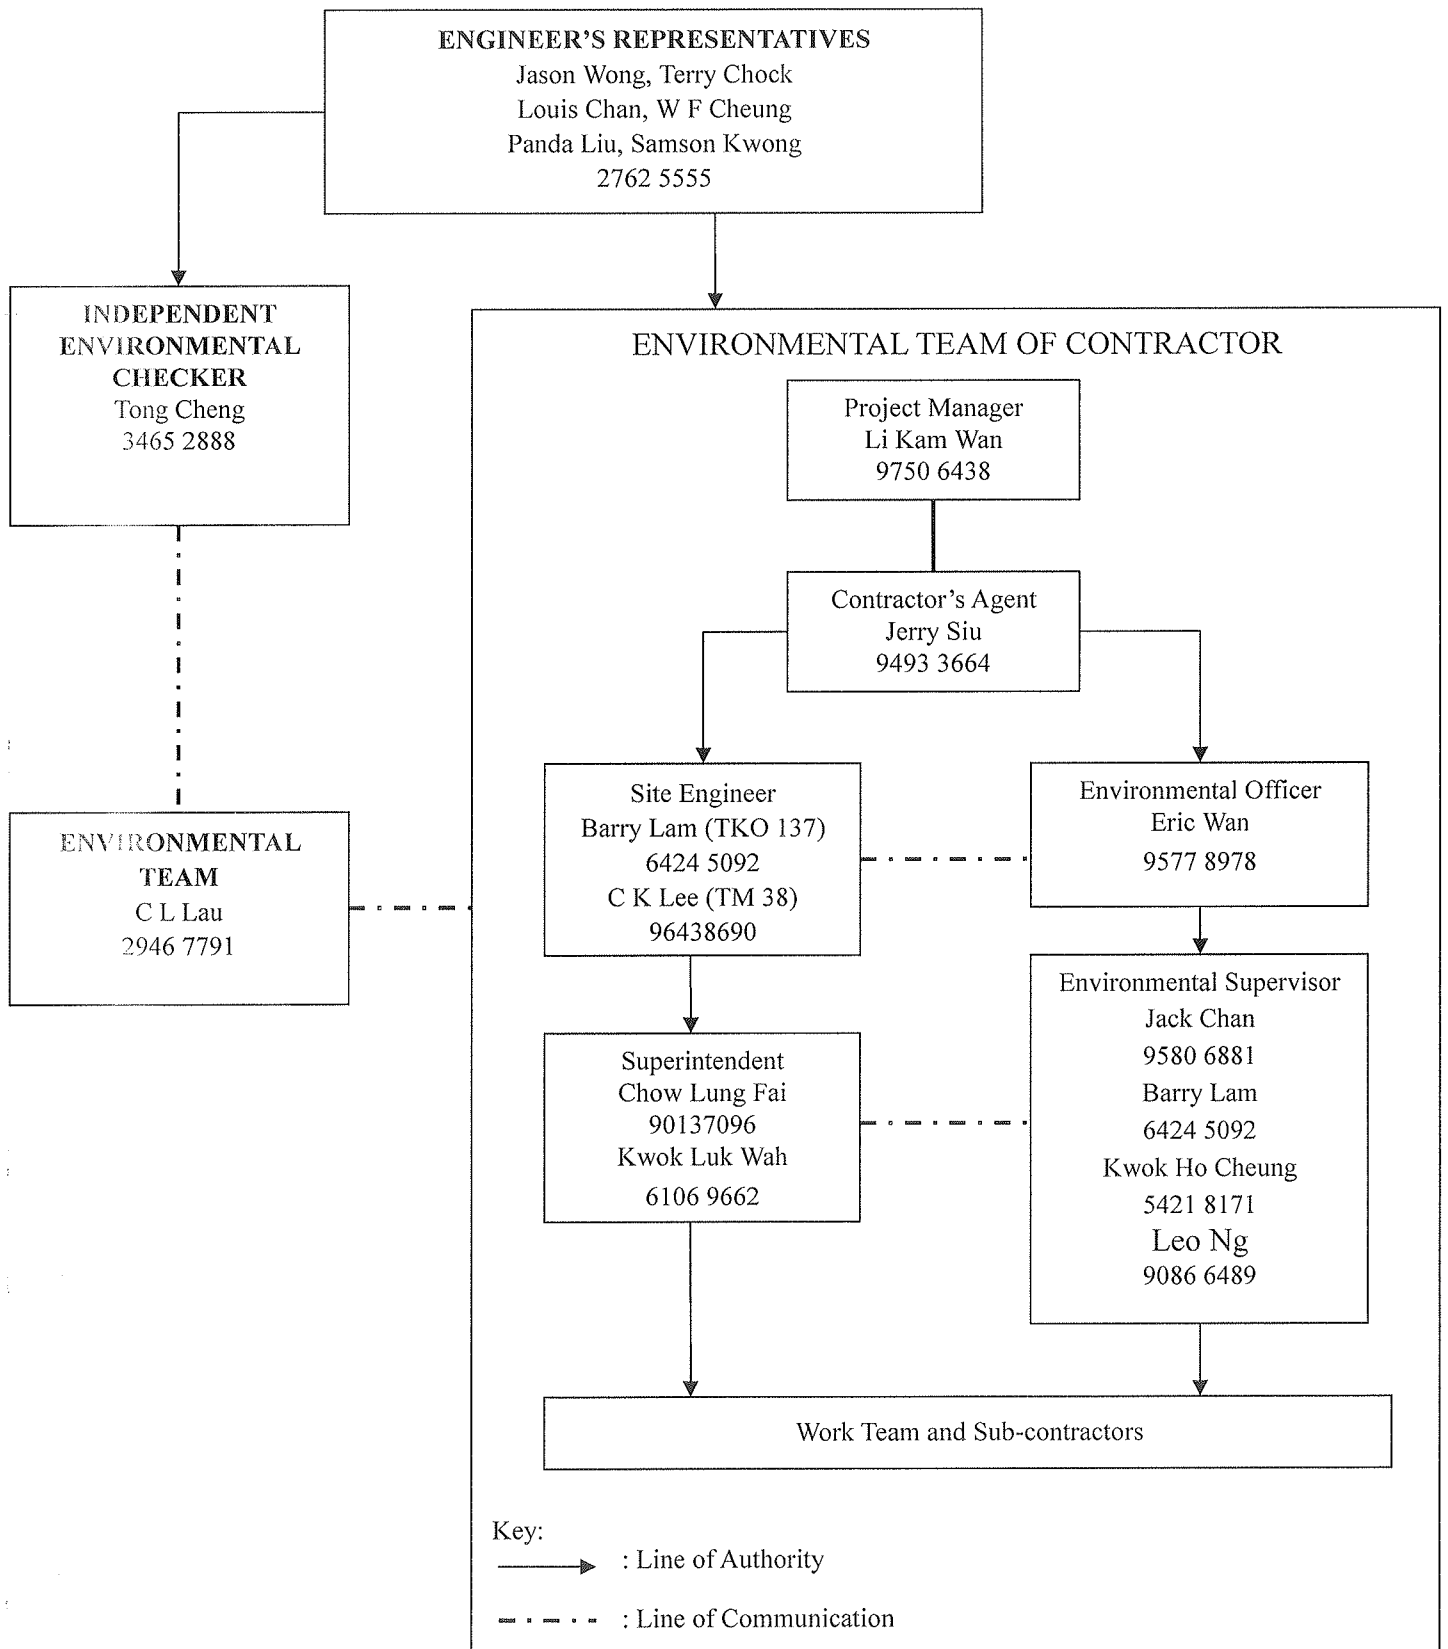 ENGINEER'S REPRESENTATIVES
Jason Wong, Terry Chock
Louis Chan, W F Cheung
Panda Liu, Samson Kwong
2762 5555
INDEPENDENT
ENVIRONMENTAL
CHECKER
Tong Cheng
3465 2888
ENVIRONMENTAL
TEAM
C L Lau
2946 7791
ENVIRONMENTAL TEAM OF CONTRACTOR
Project Manager
Li Kam Wan
9750 6438
Contractor's Agent
Jerry Siu
9493 3664
Site Engineer
Barry Lam (TKO 137)
6424 5092
C K Lee (TM 38)
96438690
Environmental Officer
Eric Wan
9577 8978
Superintendent
Chow Lung Fai
90137096
Kwok Luk Wah
6106 9662
Environmental Supervisor
Jack Chan
9580 6881
Barry Lam
6424 5092
Kwok Ho Cheung
5421 8171
Leo Ng
9086 6489
Work Team and Sub-contractors
Key:
: Line of Authority
: Line of Communication